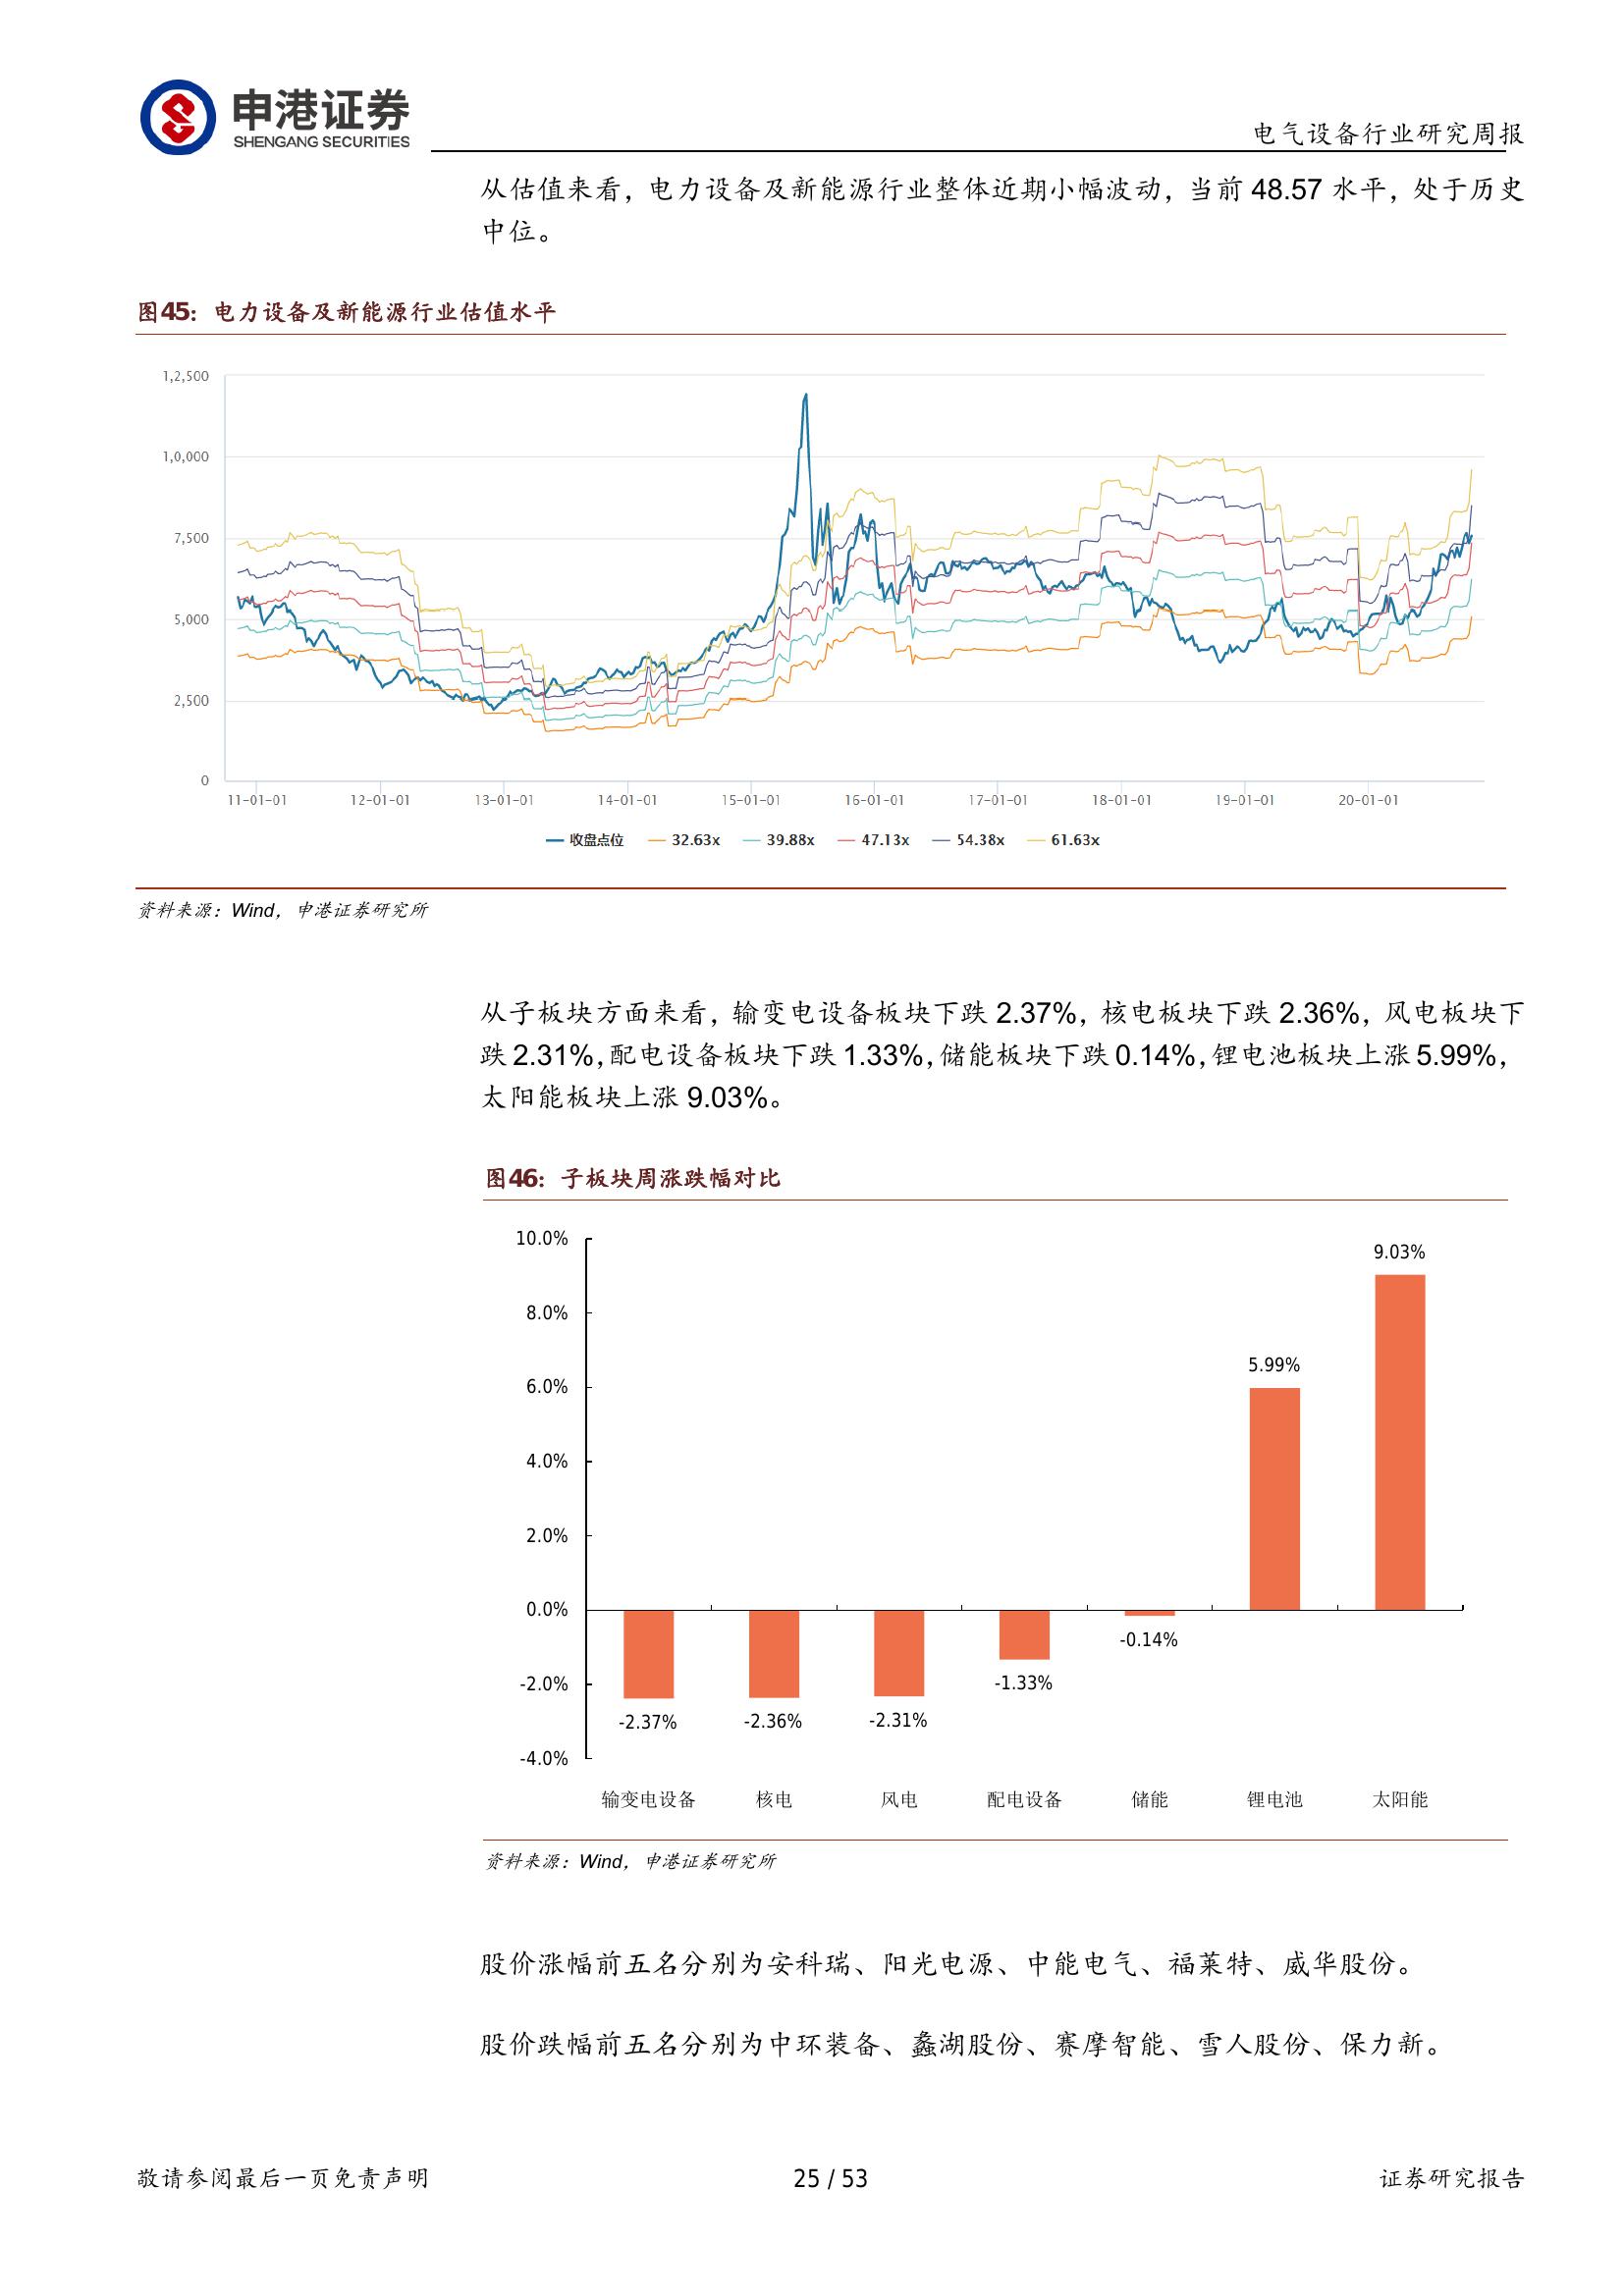 申港证券
SHENGANG SECURITIES
电气设备行业研究周报
从估值来看，电力设备及新能源行业整体近期小幅波动，当前 48.57 水平，处于历史
中位。
图45：电力设备及新能源行业估值水平
1,2,500
1,0,000
7,500
5,000
2,500
0
11-01-01 12-01-01 13-01-01 14-01-01 15-01-01 16-01-01 17-01-01 18-01-01 19-01-01 20-01-01
收盘点位 32.63x 39.88x 47.13x 54.38x 61.63x
资料来源：Wind，申港证券研究所
从子板块方面来看，输变电设备板块下跌 2.37%，核电板块下跌 2.36%，风电板块下
跌 2.31%，配电设备板块下跌 1.33%，储能板块下跌 0.14%，锂电池板块上涨 5.99%，
太阳能板块上涨 9.03%。
图46：子板块周涨跌幅对比
10.0%
9.03%
8.0%
5.99%
6.0%
4.0%
2.0%
0.0%
-0.14%
-2.0%
-1.33%
-2.37% -2.36% -2.31%
-4.0%
输变电设备 核电 风电 配电设备 储能 锂电池 太阳能
资料来源：Wind，申港证券研究所
股价涨幅前五名分别为安科瑞、阳光电源、中能电气、福莱特、威华股份。
股价跌幅前五名分别为中环装备、蠡湖股份、赛摩智能、雪人股份、保力新。
敬请参阅最后一页免责声明 25 / 53 证券研究报告